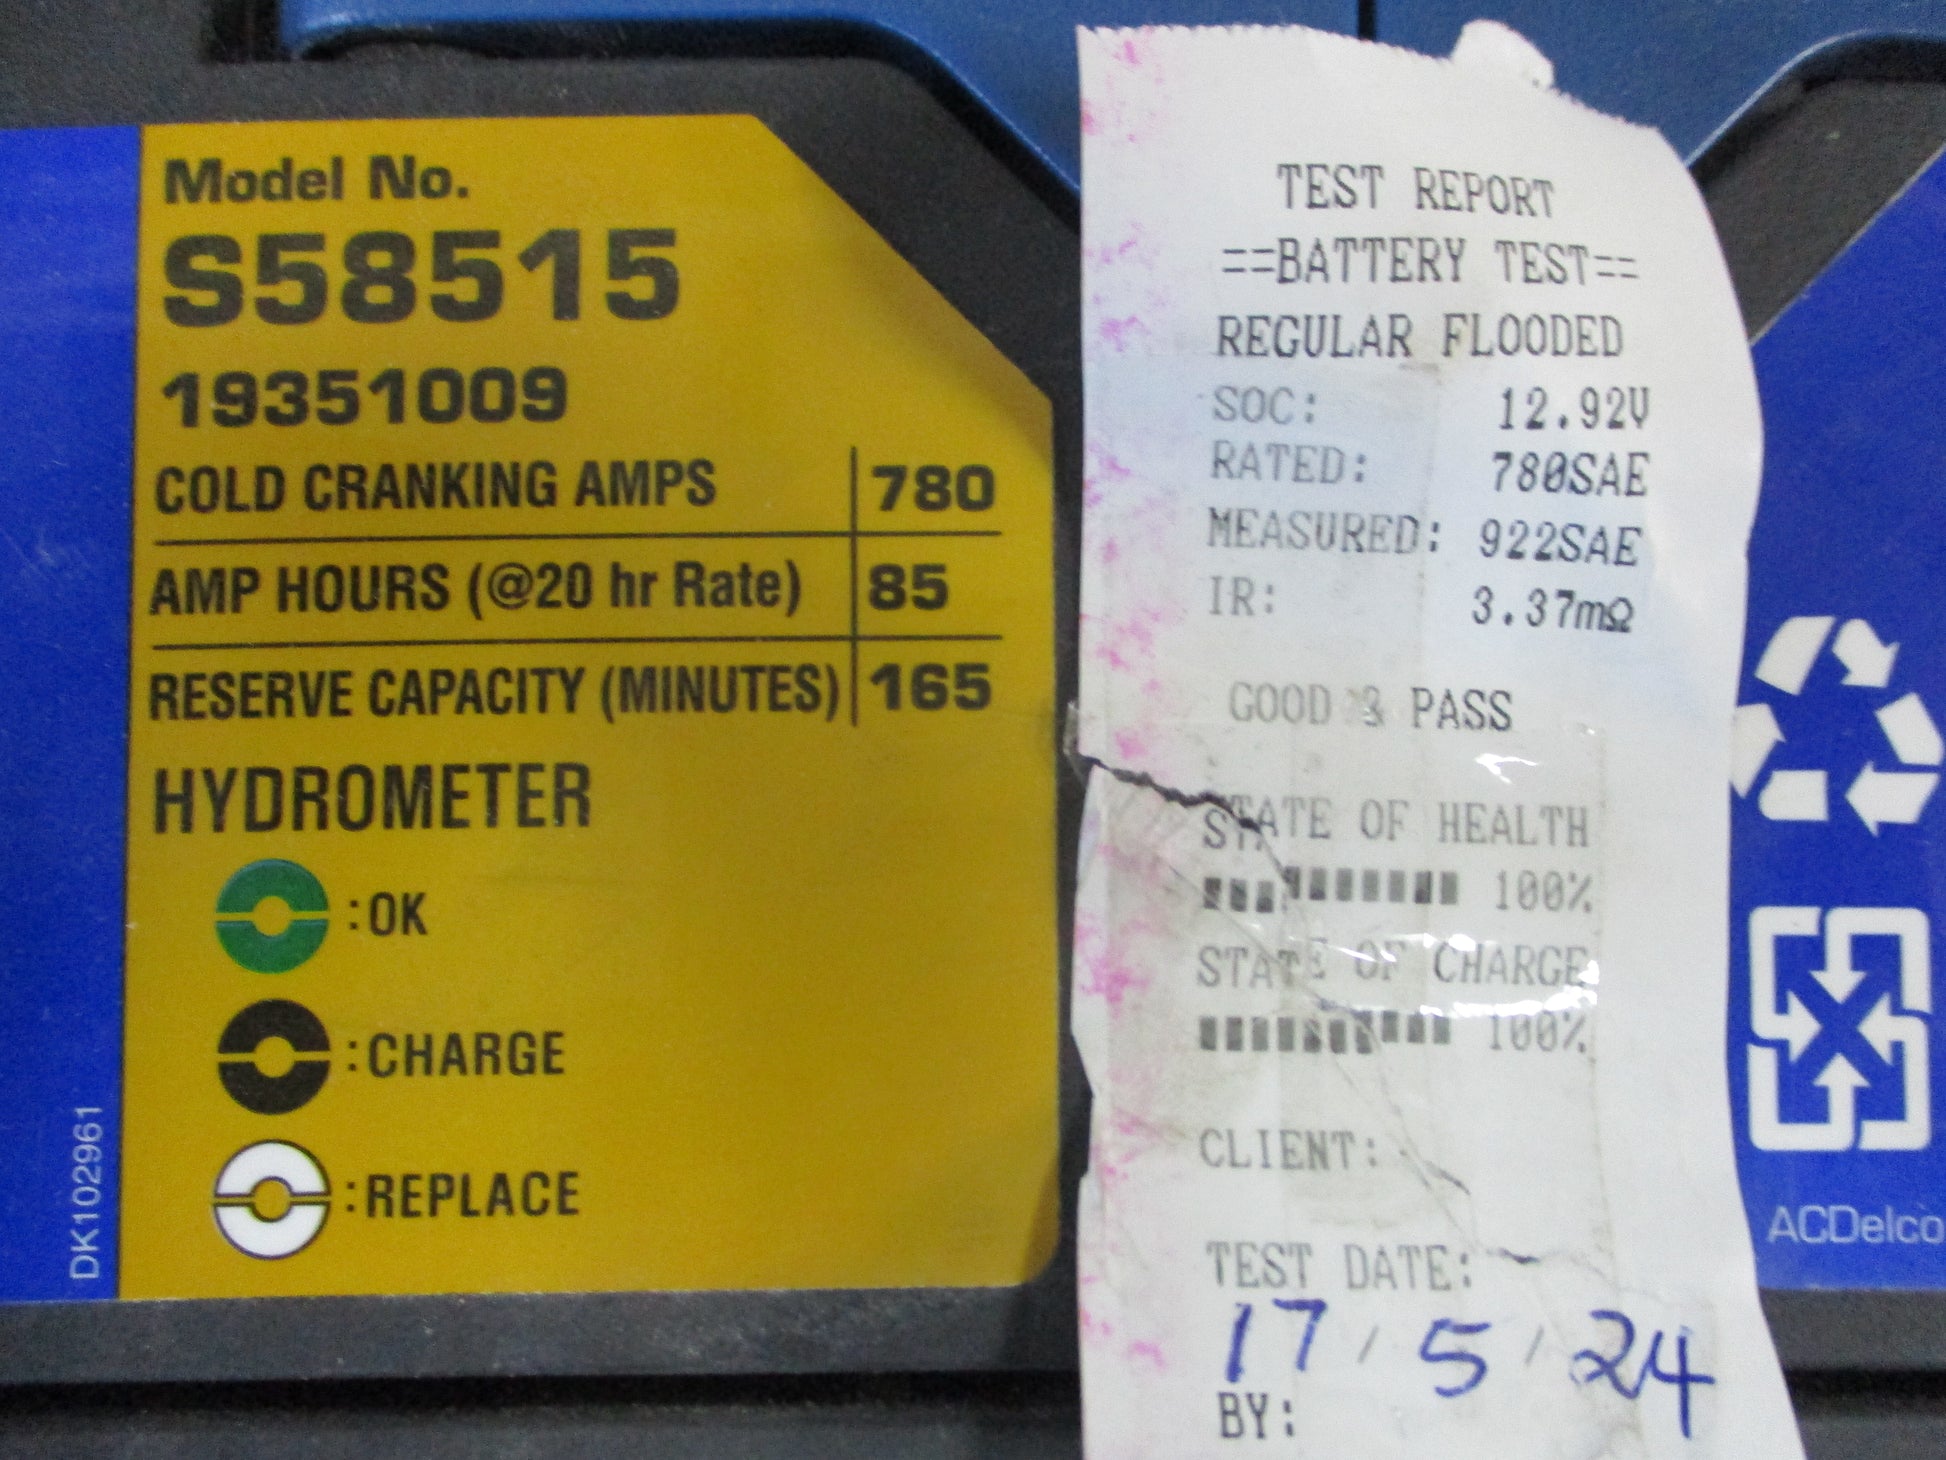 Model No.
S58515
19351009
COLD CRANKING AMPS 780
AMP HOURS (@20 hr Rate) 85
RESERVE CAPACITY (MINUTES) 165
HYDROMETER
:OK
:CHARGE
:REPLACE
DK102961
TEST REPORT
==BATTERY TEST==
REGULAR FLOODED
SOC: 12.92V
RATED: 780SAE
MEASURED: 922SAE
IR: 3.37mΩ
GOOD & PASS
STATE OF HEALTH
100%
STATE OF CHARGE
100%
CLIENT:
TEST DATE:
17/5/24
BY:
ACDelco